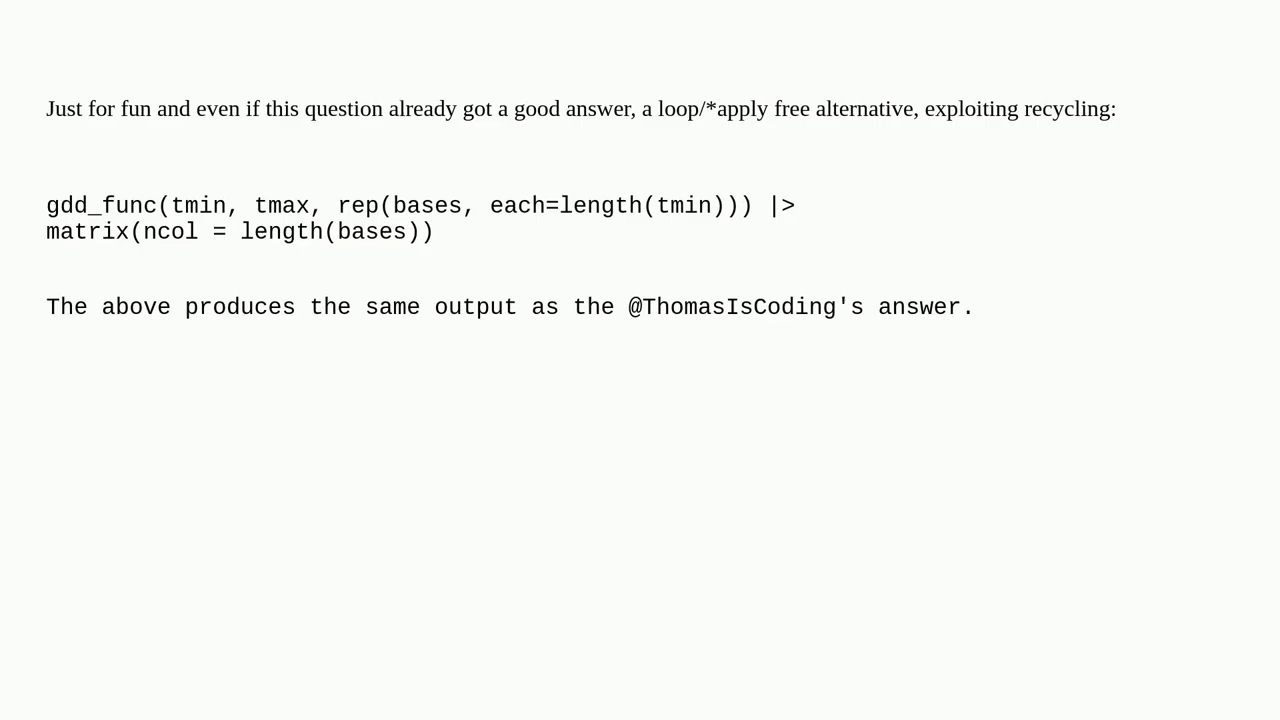 Just for fun and even if this question already got a good answer, a loop/*apply free alternative, exploiting recycling:
gdd_func(tmin, tmax, rep(bases, each=length(tmin))) |>
matrix(ncol = length(bases))
The above produces the same output as the @ThomasIsCoding's answer.